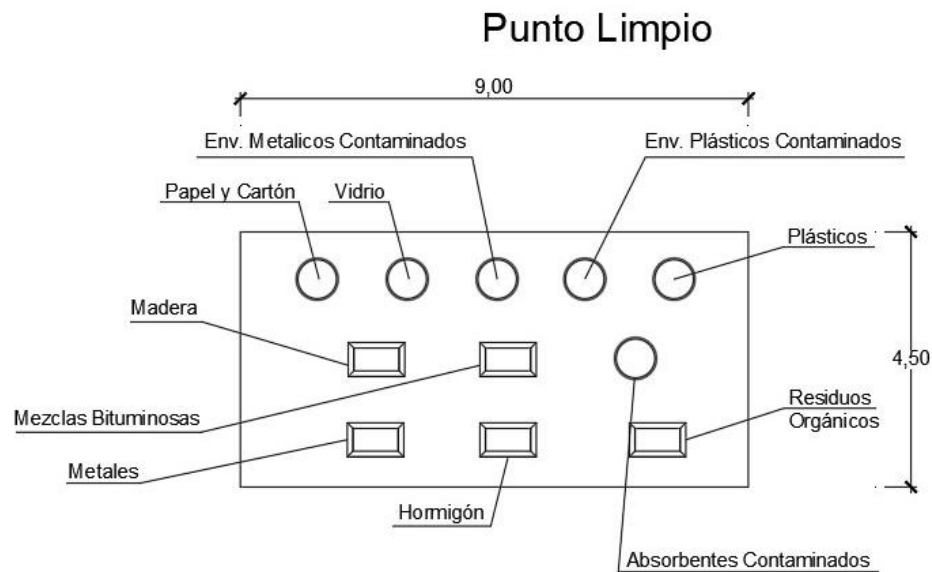 Punto Limpio
9,00
Env. Metalicos Contaminados
Env. Plásticos Contaminados
Papel y Cartón
Vidrio
Plásticos
Madera
4,50
Mezclas Bituminosas
Residuos
Orgánicos
Metales
Hormigón
Absorbentes Contaminados